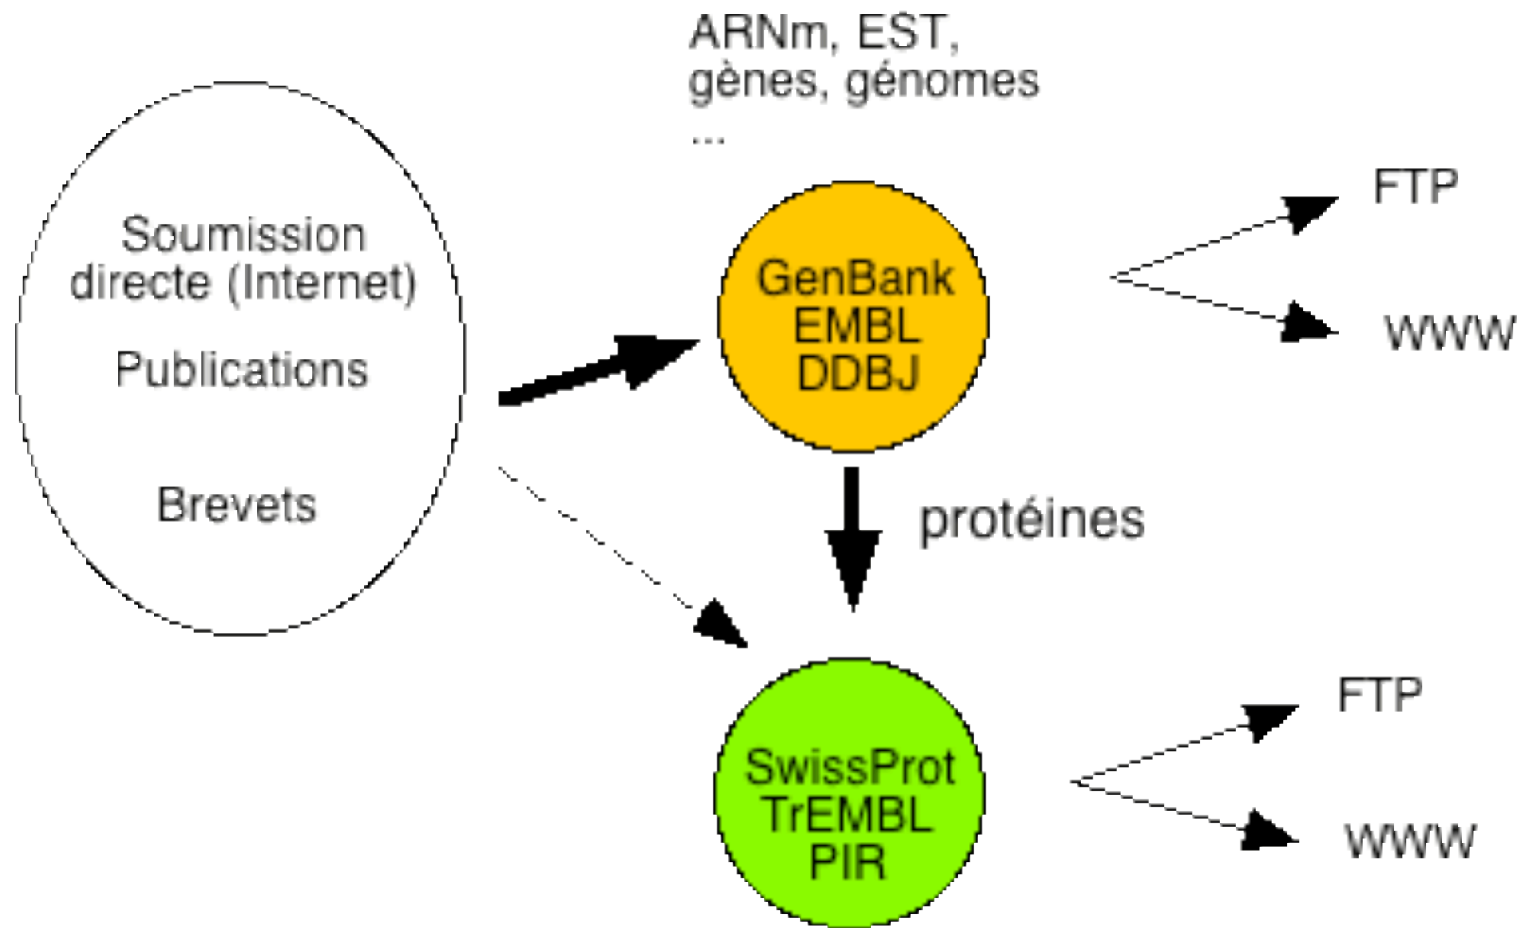 ARNm, EST,
gènes, génomes
...
Soumission
directe (Internet)
Publications
Brevets
GenBank
EMBL
DDBJ
FTP
WWW
protéines
SwissProt
TrEMBL
PIR
FTP
WWW